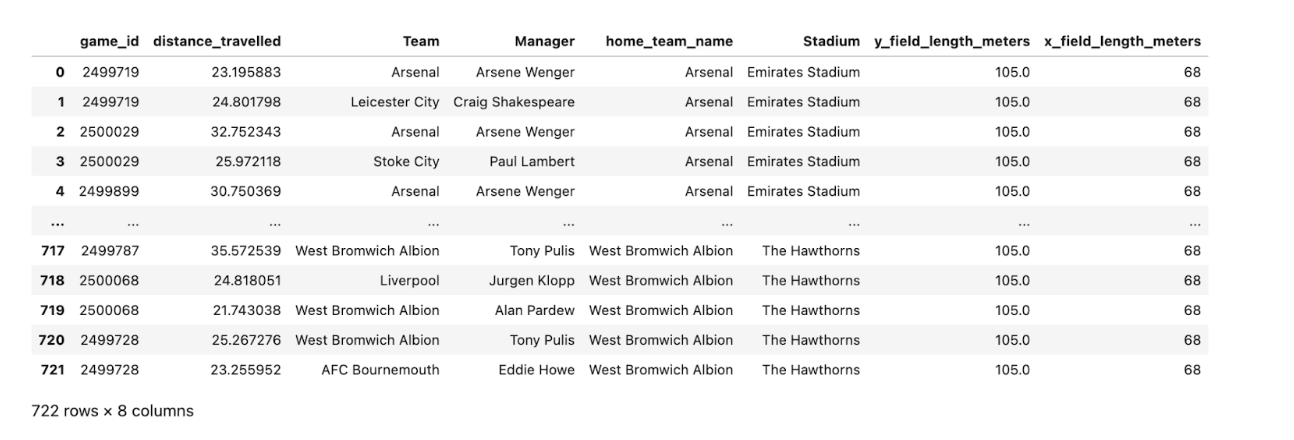 game_id distance_travelled Team Manager home_team_name Stadium y_field_length_meters x_field_length_meters
0 2499719 23.195883 Arsenal Arsene Wenger Arsenal Emirates Stadium 105.0 68
1 2499719 24.801798 Leicester City Craig Shakespeare Arsenal Emirates Stadium 105.0 68
2 2500029 32.752343 Arsenal Arsene Wenger Arsenal Emirates Stadium 105.0 68
3 2500029 25.972118 Stoke City Paul Lambert Arsenal Emirates Stadium 105.0 68
4 2499899 30.750369 Arsenal Arsene Wenger Arsenal Emirates Stadium 105.0 68
... ... ... ... ... ... ... ... ...
717 2499787 35.572539 West Bromwich Albion Tony Pulis West Bromwich Albion The Hawthorns 105.0 68
718 2500068 24.818051 Liverpool Jurgen Klopp West Bromwich Albion The Hawthorns 105.0 68
719 2500068 21.743038 West Bromwich Albion Alan Pardew West Bromwich Albion The Hawthorns 105.0 68
720 2499728 25.267276 West Bromwich Albion Tony Pulis West Bromwich Albion The Hawthorns 105.0 68
721 2499728 23.255952 AFC Bournemouth Eddie Howe West Bromwich Albion The Hawthorns 105.0 68
722 rows × 8 columns